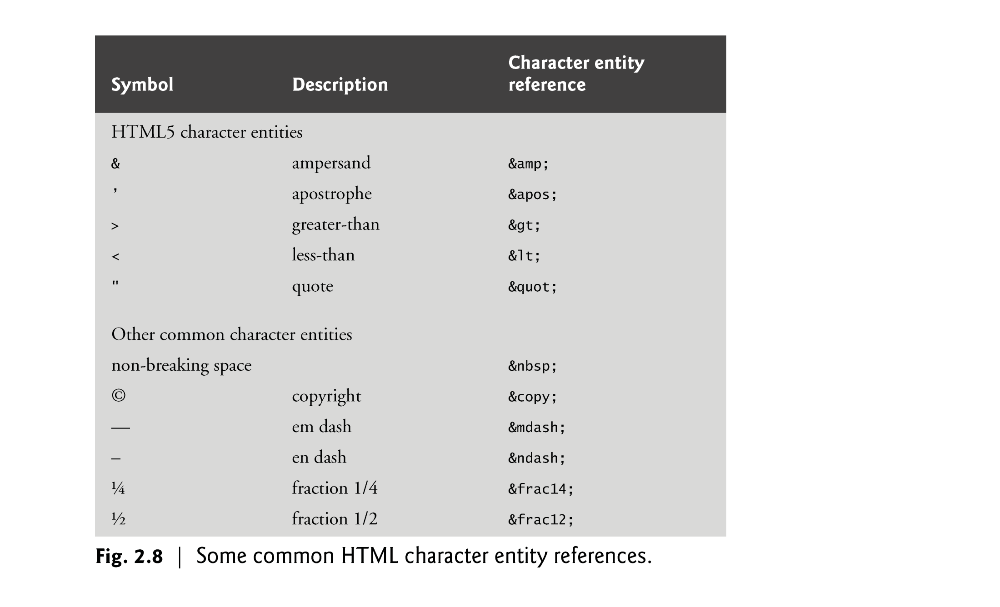 Symbol Description Character entity reference
HTML5 character entities
& ampersand &amp;
' apostrophe &apos;
> greater-than &gt;
< less-than &lt;
" quote &quot;
Other common character entities
non-breaking space &nbsp;
© copyright &copy;
— em dash &mdash;
– en dash &ndash;
¼ fraction 1/4 &frac14;
½ fraction 1/2 &frac12;
Fig. 2.8 | Some common HTML character entity references.